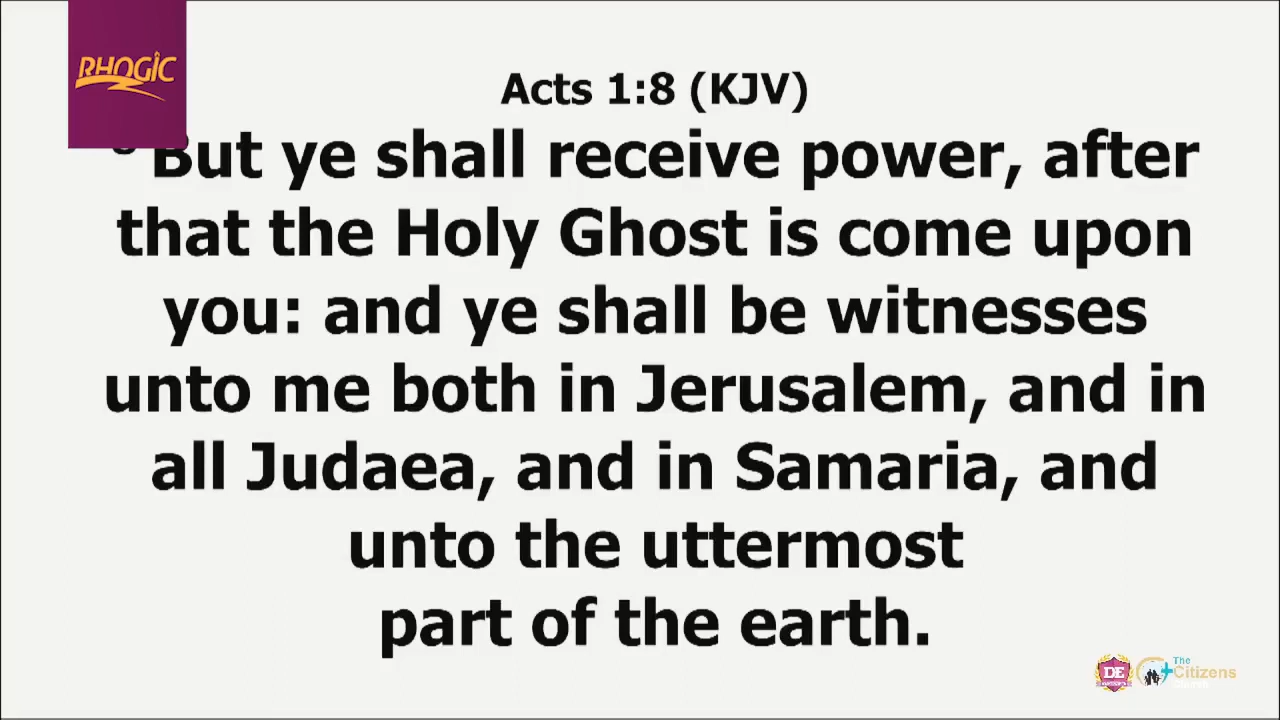 RHOGIC
Acts 1:8 (KJV)
8 But ye shall receive power, after
that the Holy Ghost is come upon
you: and ye shall be witnesses
unto me both in Jerusalem, and in
all Judaea, and in Samaria, and
unto the uttermost
part of the earth.
DE
The
Citizens